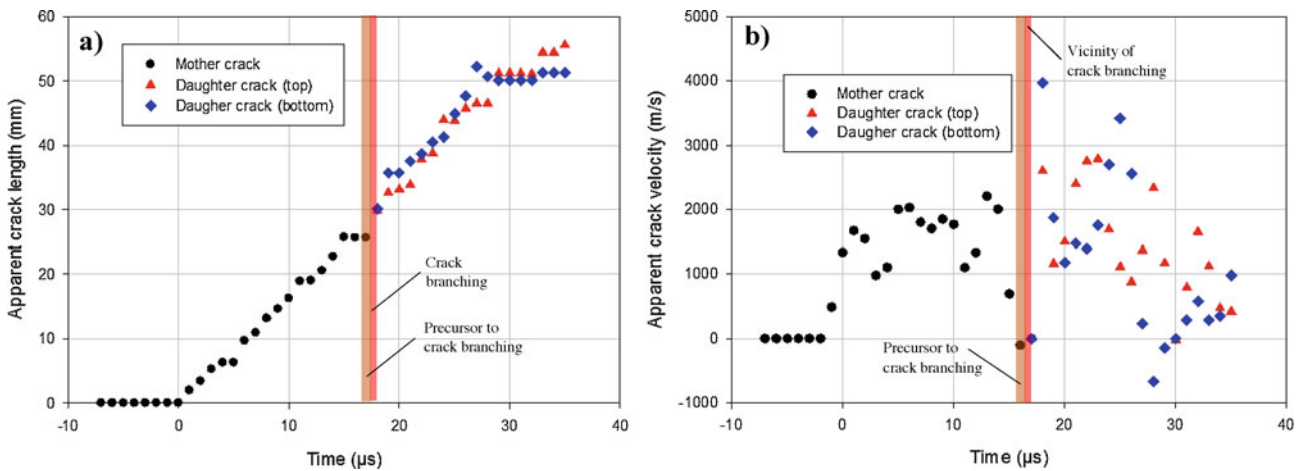 a)
Mother crack
Daughter crack (top)
Daugher crack (bottom)
Crack
branching
Precursor to
crack branching
Apparent crack length (mm)
60
50
40
30
20
10
0
-10
0
10
20
30
40
Time (µs)
b)
Vicinity of
crack branching
Mother crack
Daughter crack (top)
Daugher crack (bottom)
Precursor to
crack branching
Apparent crack velocity (m/s)
5000
4000
3000
2000
1000
0
-1000
-10
0
10
20
30
40
Time (µs)